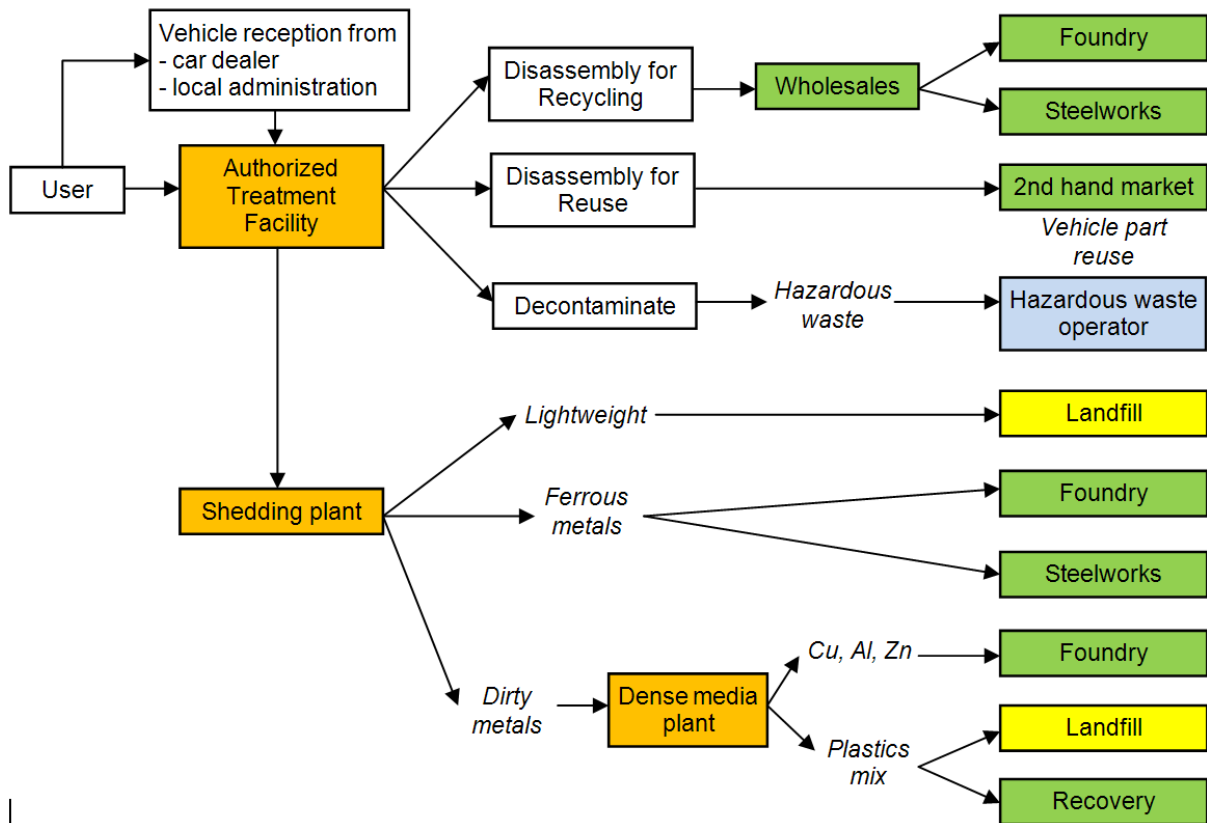 Vehicle reception from
- car dealer
- local administration
User
Authorized
Treatment
Facility
Disassembly for
Recycling
Wholesales
Foundry
Steelworks
Disassembly for
Reuse
2nd hand market
Vehicle part
reuse
Decontaminate
Hazardous
waste
Hazardous waste
operator
Shedding plant
Lightweight
Landfill
Ferrous
metals
Foundry
Steelworks
Dirty
metals
Dense media
plant
Cu, Al, Zn
Foundry
Plastics
mix
Landfill
Recovery